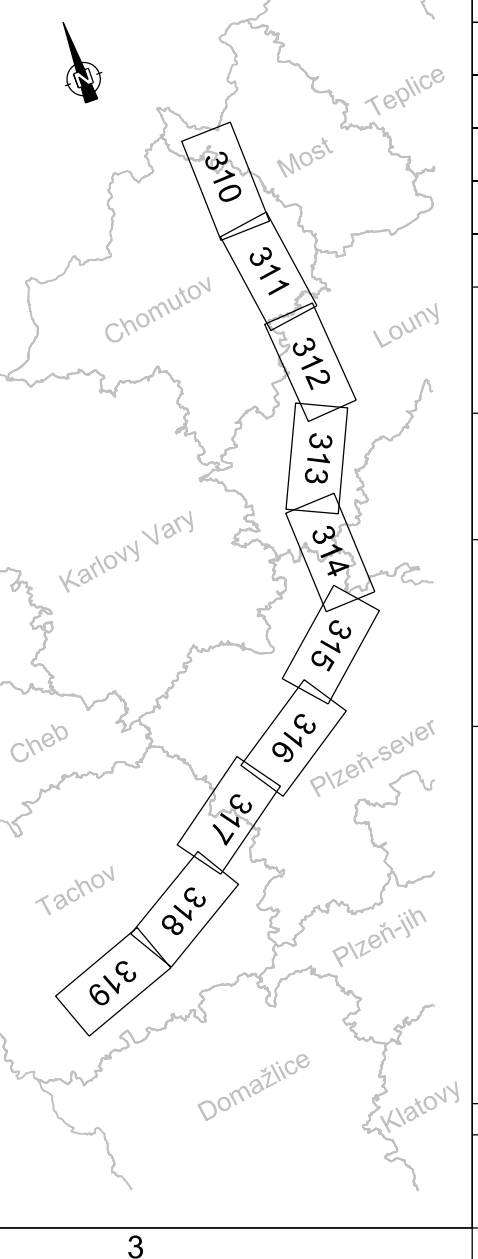 N
Teplice
Most
310
311
Chomutov
Louny
312
313
Karlovy Vary
314
315
Cheb
316
Plzeň-sever
317
Tachov
318
Plzeň-jih
319
Domažlice
Klatovy
3